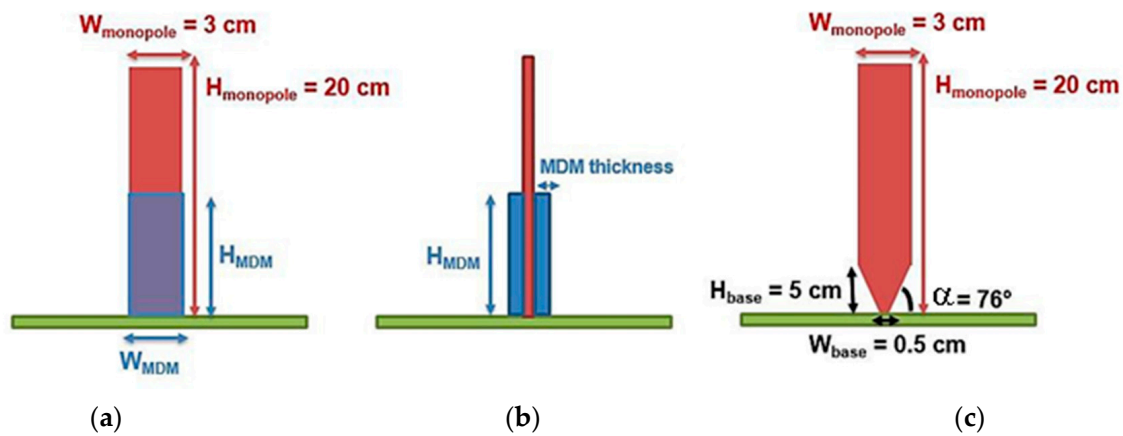 W_monopole = 3 cm
H_monopole = 20 cm
H_MDM
W_MDM
(a)
MDM thickness
H_MDM
(b)
W_monopole = 3 cm
H_monopole = 20 cm
H_base = 5 cm
α = 76°
W_base = 0.5 cm
(c)